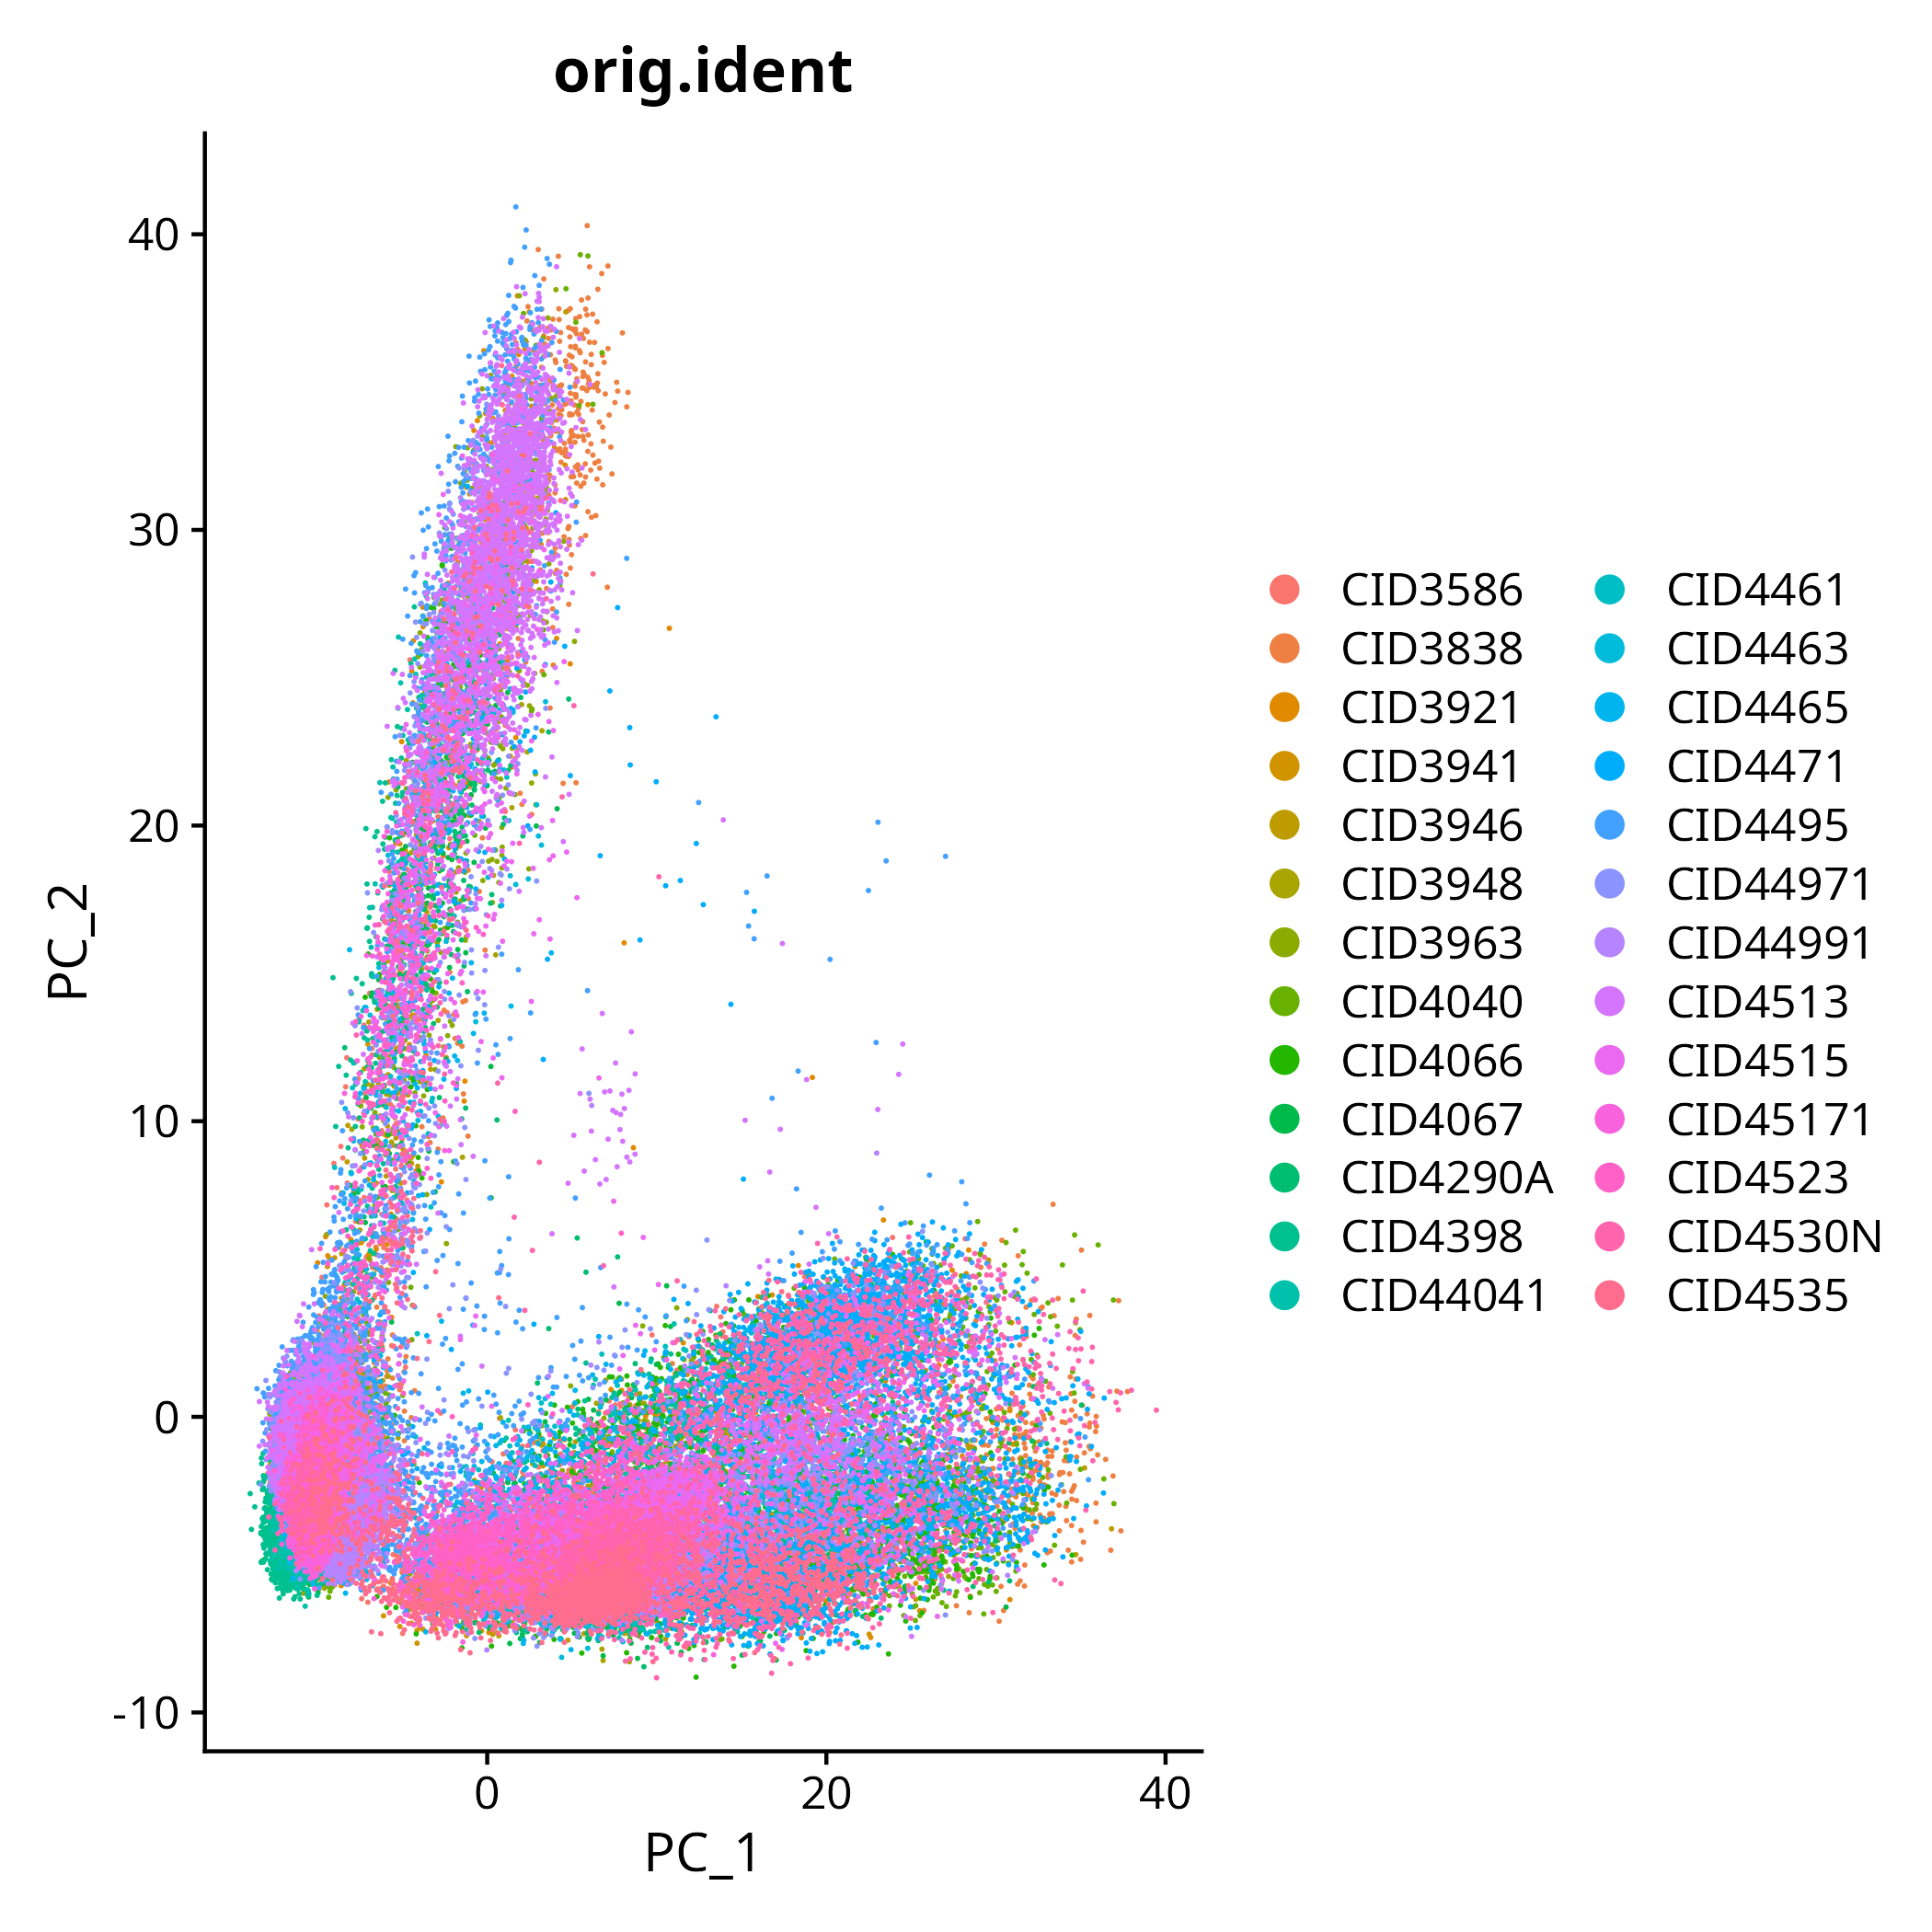 orig.ident
40
30
20
10
0
-10
PC_2
0 20 40
PC_1
CID3586 CID4461
CID3838 CID4463
CID3921 CID4465
CID3941 CID4471
CID3946 CID4495
CID3948 CID44971
CID3963 CID44991
CID4040 CID4513
CID4066 CID4515
CID4067 CID45171
CID4290A CID4523
CID4398 CID4530N
CID44041 CID4535